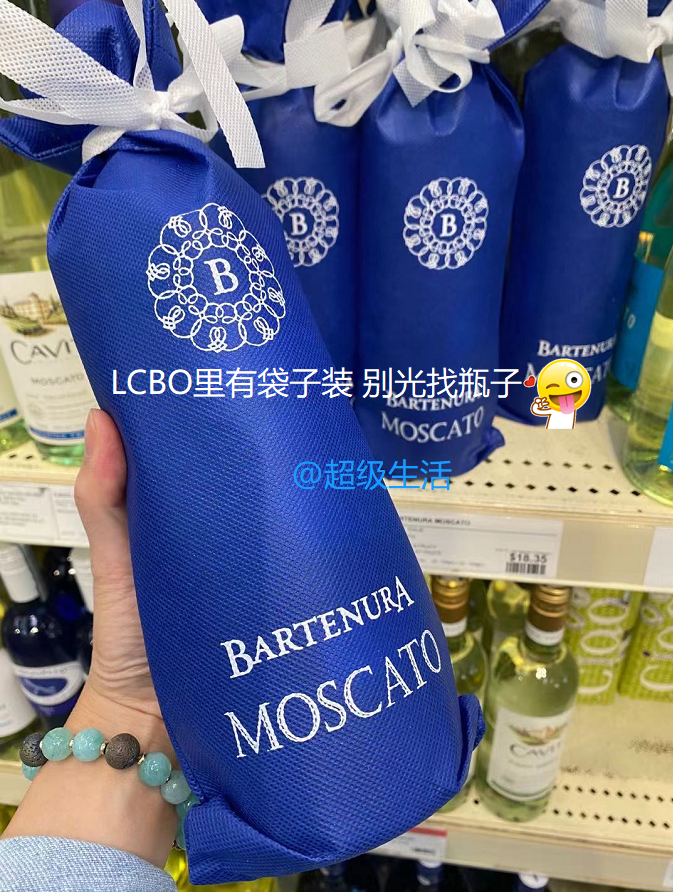 B
B
B
B
CAVIT
MOSCATO
BARTENURA
LCBO里有袋子装 别光找瓶子
BARTENURA
MOSCATO
@超级生活
BARTENURA MOSCATO
$18.35
BARTENURA
MOSCATO
CAVIT